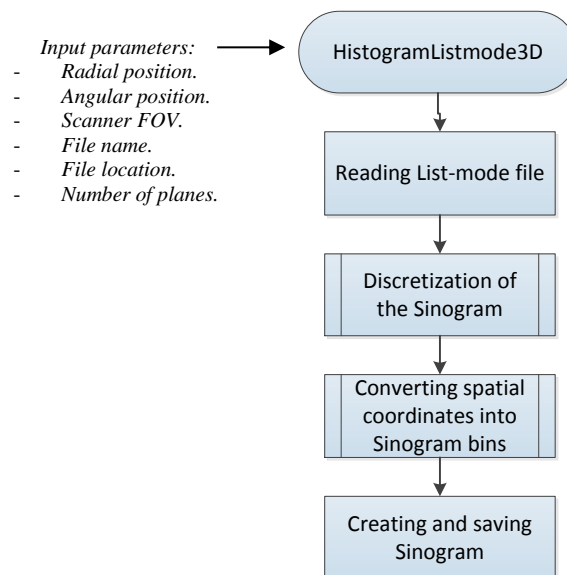 Input parameters:
- Radial position.
- Angular position.
- Scanner FOV.
- File name.
- File location.
- Number of planes.
HistogramListmode3D
Reading List-mode file
Discretization of
the Sinogram
Converting spatial
coordinates into
Sinogram bins
Creating and saving
Sinogram